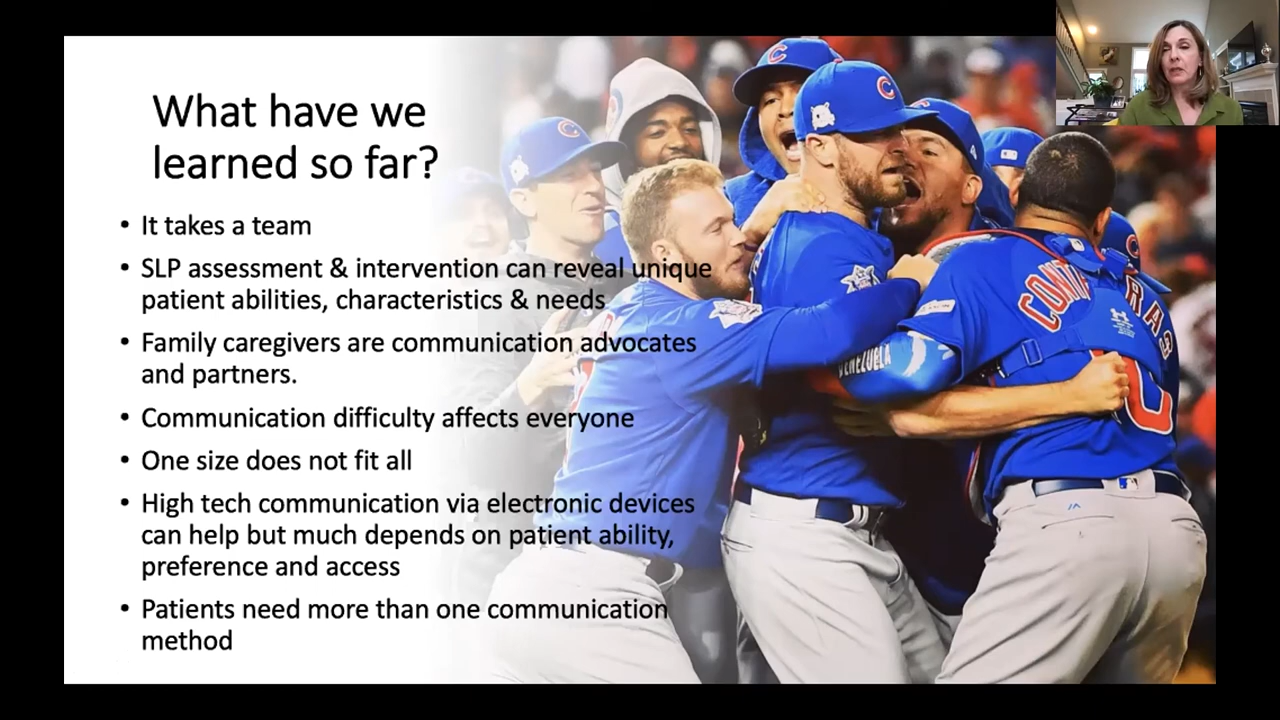 What have we
learned so far?
• It takes a team
• SLP assessment & intervention can reveal unique
patient abilities, characteristics & needs
• Family caregivers are communication advocates
and partners.
• Communication difficulty affects everyone
• One size does not fit all
• High tech communication via electronic devices
can help but much depends on patient ability,
preference and access
• Patients need more than one communication
method
C
C
C
VENEZUELA